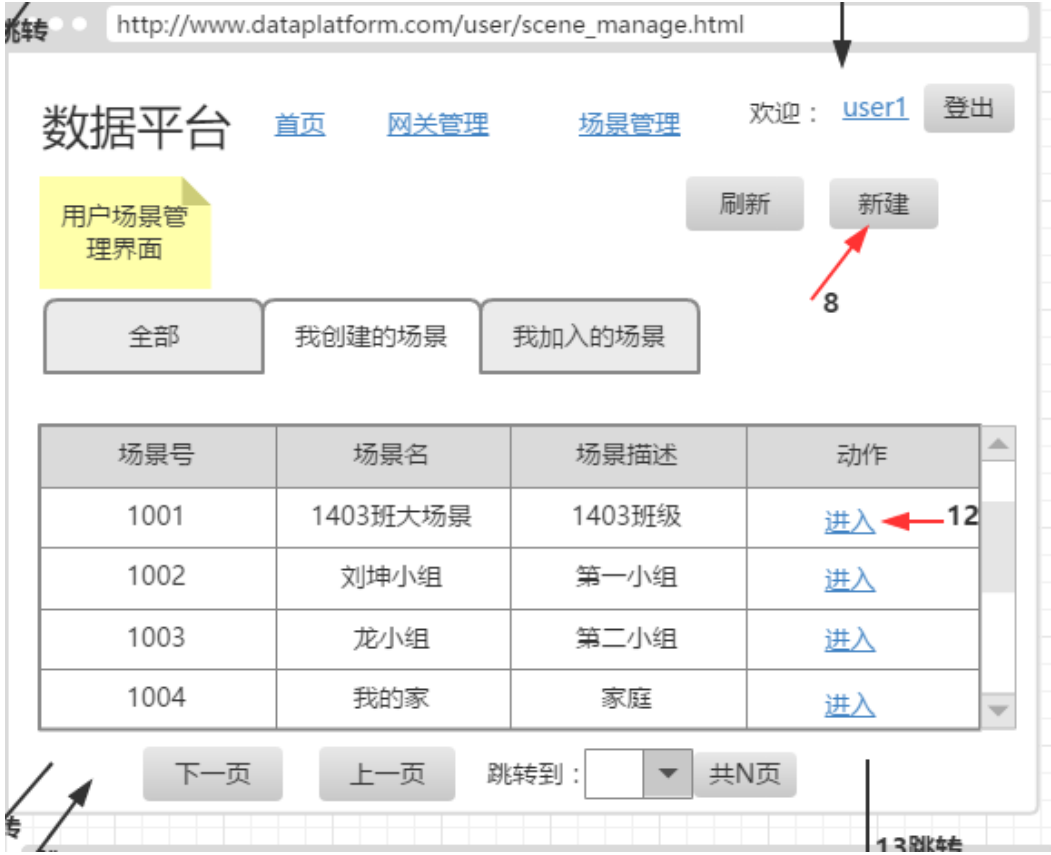 跳转
http://www.dataplatform.com/user/scene_manage.html
数据平台 首页 网关管理 场景管理 欢迎： user1 登出
用户场景管
理界面
刷新 新建
8
全部 我创建的场景 我加入的场景
场景号 场景名 场景描述 动作
1001 1403班大场景 1403班级 进入 12
1002 刘坤小组 第一小组 进入
1003 龙小组 第二小组 进入
1004 我的家 家庭 进入
下一页 上一页 跳转到： 共N页
13跳转